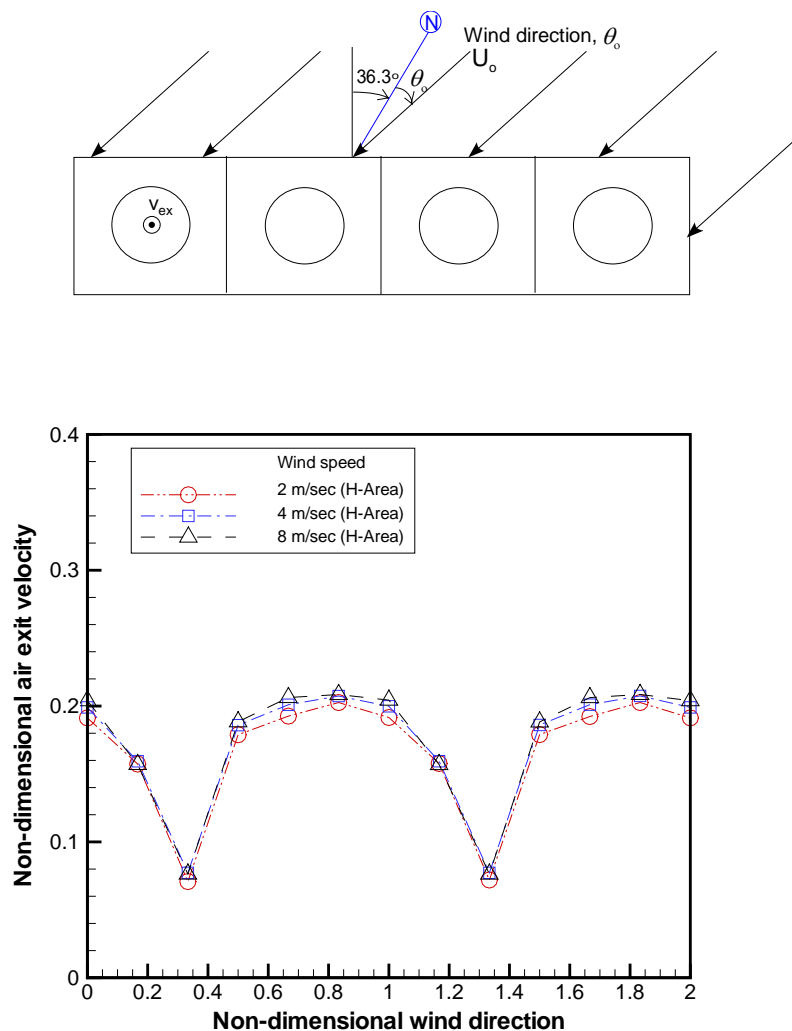 N
Wind direction, θₒ
Uₒ
36.3º
θₒ
vₑₓ
0.4
0.3
0.2
0.1
0
Non-dimensional air exit velocity
Wind speed
2 m/sec (H-Area)
4 m/sec (H-Area)
8 m/sec (H-Area)
0 0.2 0.4 0.6 0.8 1 1.2 1.4 1.6 1.8 2
Non-dimensional wind direction